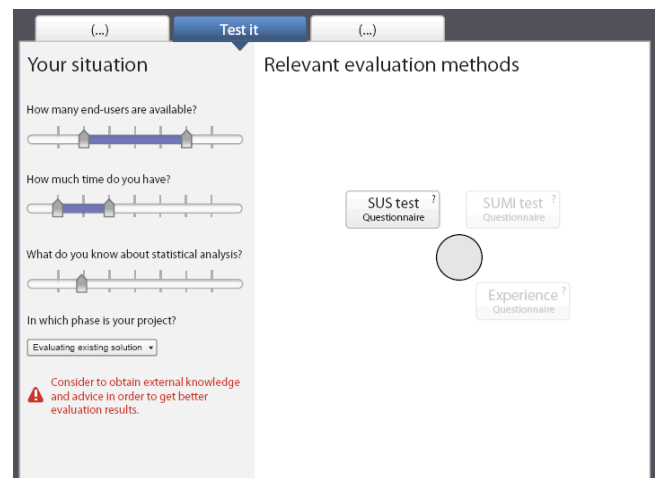 (...)
Test it
(...)
Your situation
How many end-users are available?
How much time do you have?
What do you know about statistical analysis?
In which phase is your project?
Evaluating existing solution
Consider to obtain external knowledge
and advice in order to get better
evaluation results.
Relevant evaluation methods
SUS test ?
Questionnaire
SUMI test ?
Questionnaire
Experience ?
Questionnaire